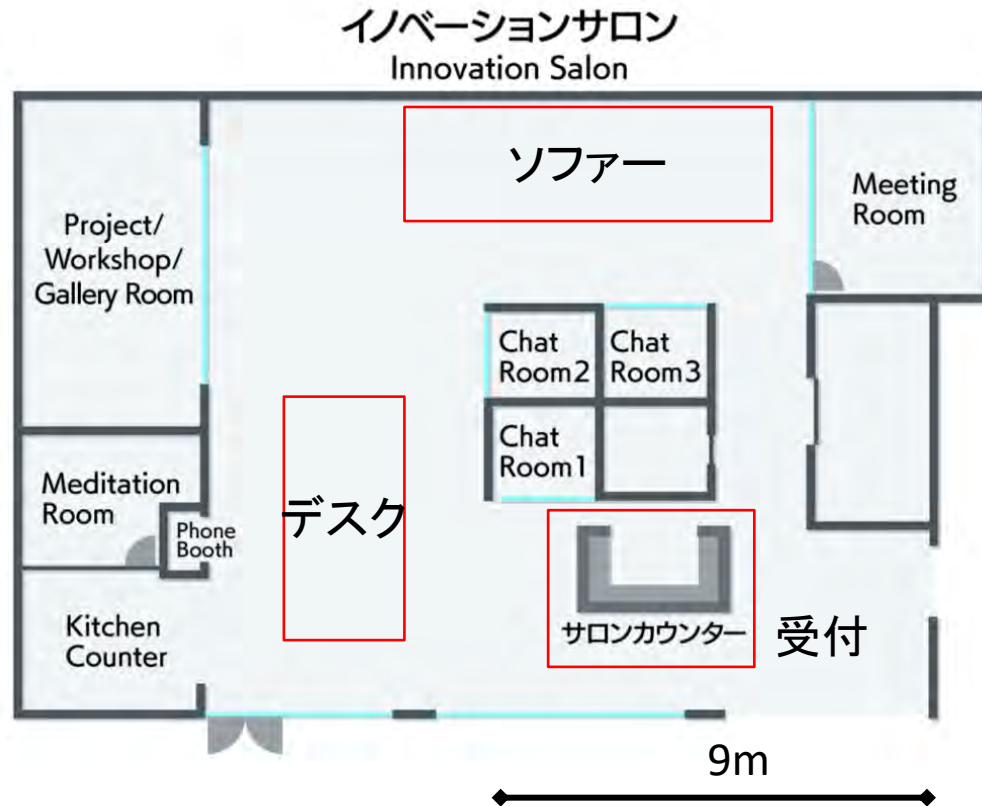 イノベーションサロン
Innovation Salon
ソファー
Meeting
Room
Project/
Workshop/
Gallery Room
Chat
Room2
Chat
Room3
Chat
Room1
Meditation
Room
デスク
Phone
Booth
Kitchen
Counter
サロンカウンター
受付
9m